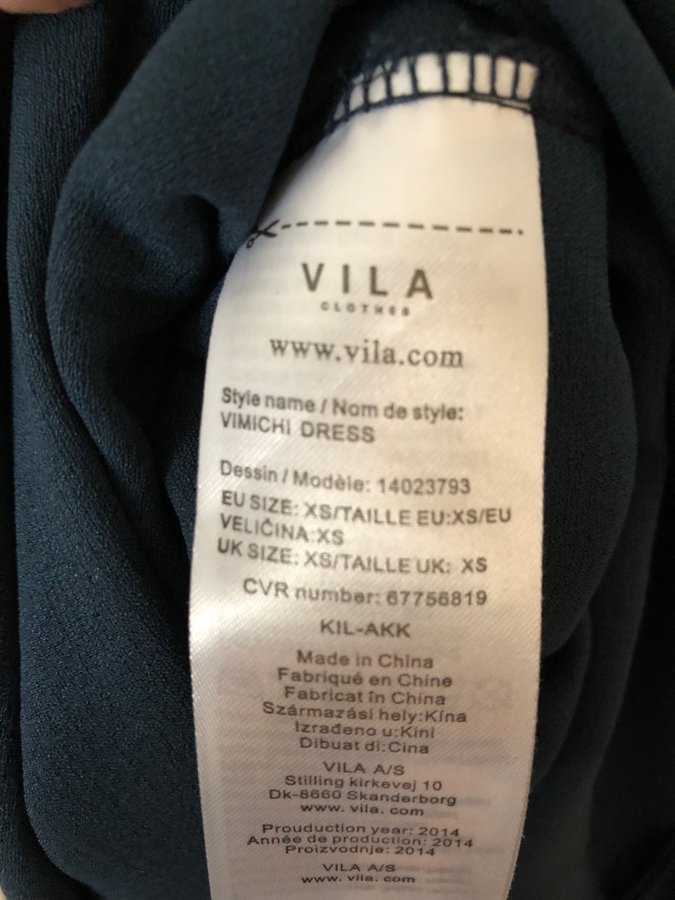 VILA
CLOTHES
www.vila.com
Style name / Nom de style:
VIMICHI DRESS
Dessin / Modèle: 14023793
EU SIZE: XS/TAILLE EU:XS/EU
VELIČINA:XS
UK SIZE: XS/TAILLE UK: XS
CVR number: 67756819
KIL-AKK
Made in China
Fabriqué en Chine
Fabricat în China
Származási hely:Kína
Izrađeno u:Kini
Dibuat di:Cina
VILA A/S
Stilling kirkevej 10
Dk-8660 Skanderborg
www. vila. com
Prouduction year: 2014
Année de production: 2014
Proizvodnje: 2014
VILA A/S
www. vila. com